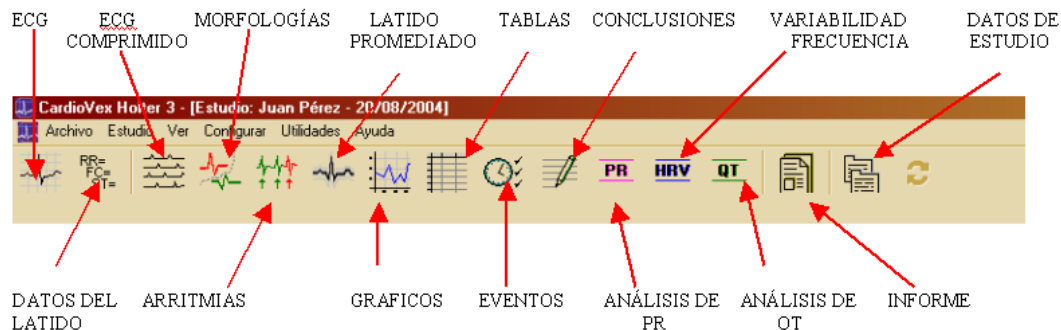 ECG ECG COMPRIMIDO MORFOLOGÍAS LATIDO PROMEDIADO TABLAS CONCLUSIONES VARIABILIDAD FRECUENCIA DATOS DE ESTUDIO
CardioVex Holter 3 - [Estudio: Juan Pérez - 20/08/2004]
Archivo Estudio Ver Configurar Utilidades Ayuda
RR=
FC=
QT=
PR HRV QT
DATOS DEL LATIDO ARRITMIAS GRAFICOS EVENTOS ANÁLISIS DE PR ANÁLISIS DE QT INFORME